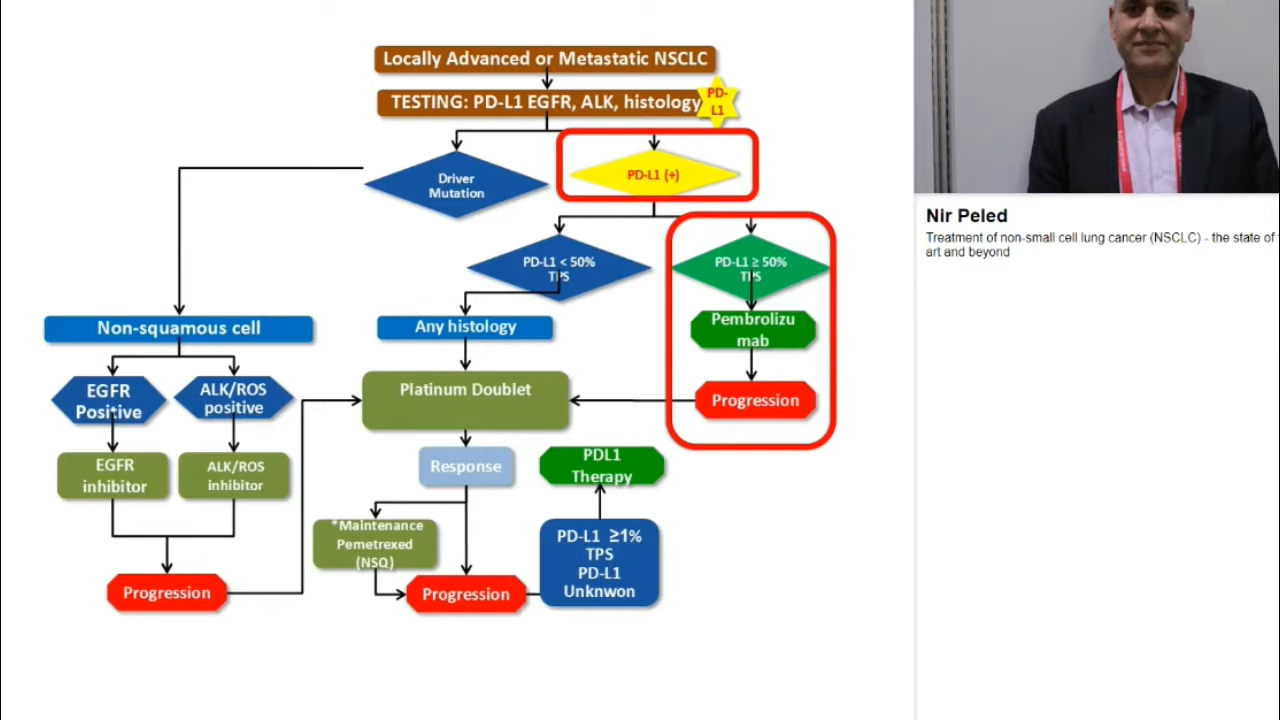 Locally Advanced or Metastatic NSCLC
TESTING: PD-L1 EGFR, ALK, histology
PD-
L1
Driver
Mutation
PD-L1 (+)
PD-L1 < 50%
TPS
PD-L1 ≥ 50%
TPS
Non-squamous cell
Any histology
Pembrolizu
mab
EGFR
Positive
ALK/ROS
positive
Platinum Doublet
Progression
EGFR
inhibitor
ALK/ROS
inhibitor
Response
PDL1
Therapy
*Maintenance
Pemetrexed
(NSQ)
PD-L1 ≥1%
TPS
PD-L1
Unknwon
Progression
Progression
Nir Peled
Treatment of non-small cell lung cancer (NSCLC) - the state of
art and beyond